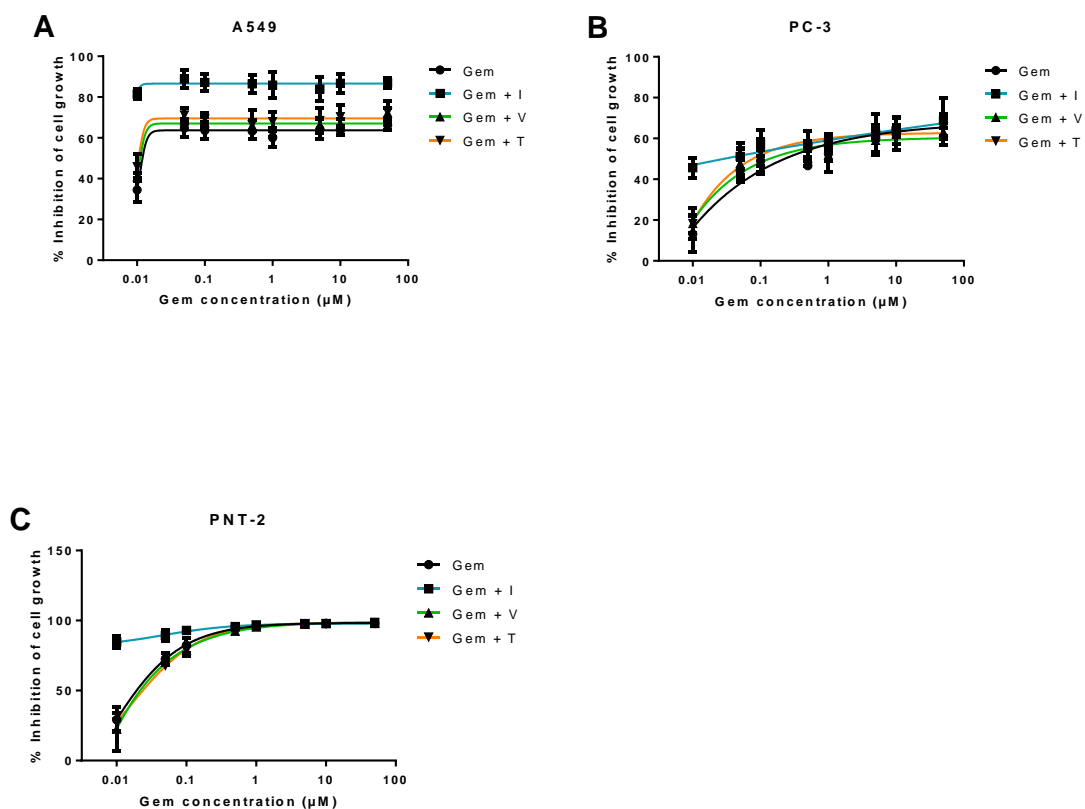 A
A549
% Inhibition of cell growth
100
80
60
40
20
0
0.01
0.1
1
10
100
Gem concentration (µM)
Gem
Gem + I
Gem + V
Gem + T
B
PC-3
% Inhibition of cell growth
100
80
60
40
20
0
0.01
0.1
1
10
100
Gem concentration (µM)
Gem
Gem + I
Gem + V
Gem + T
C
PNT-2
% Inhibition of cell growth
150
100
50
0
0.01
0.1
1
10
100
Gem concentration (µM)
Gem
Gem + I
Gem + V
Gem + T